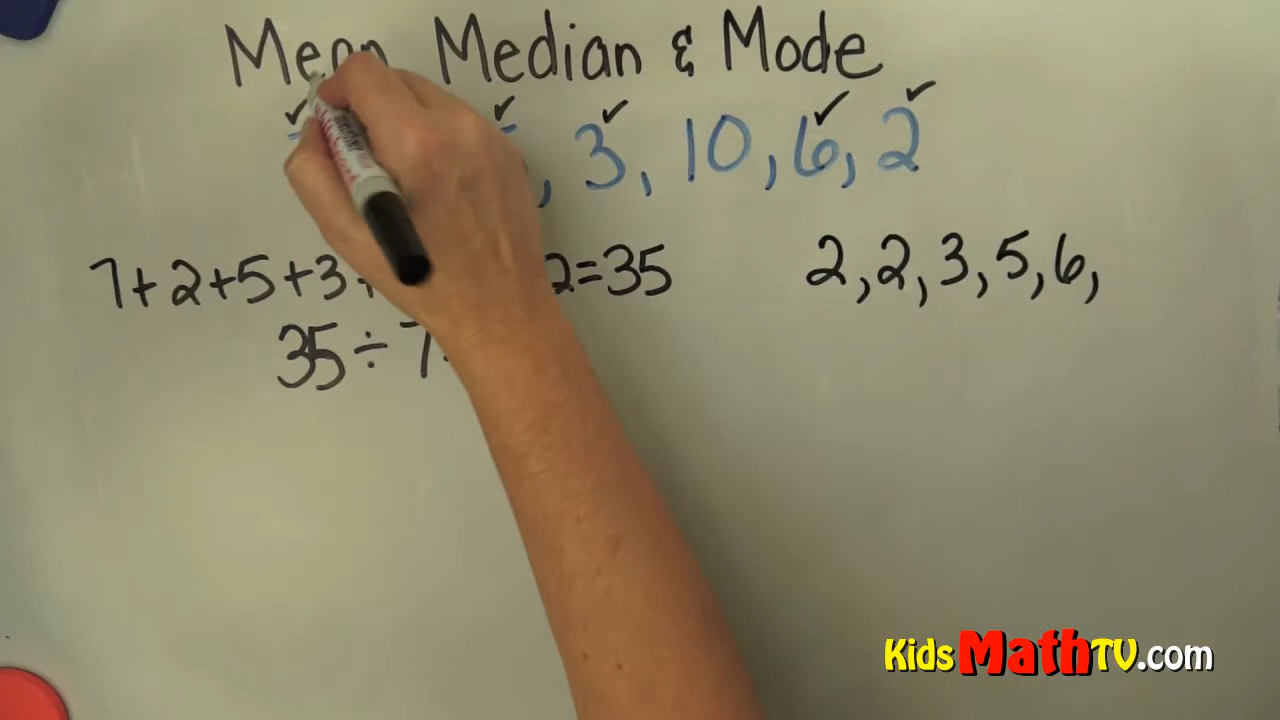 Mean Median & Mode
, 3, 10, 6, 2
7+2+5+3+ 2=35
2, 2, 3, 5, 6,
35÷7
KidsMathTV.com